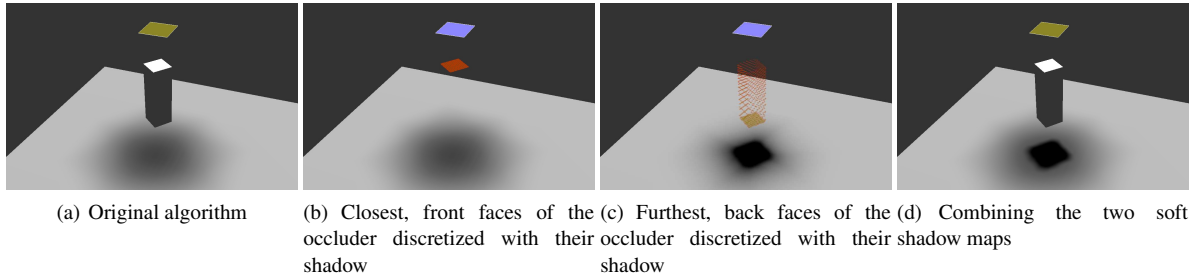 (a) Original algorithm
(b) Closest, front faces of the
occluder discretized with their
shadow
(c) Furthest, back faces of the
occluder discretized with their
shadow
(d) Combining the two soft
shadow maps